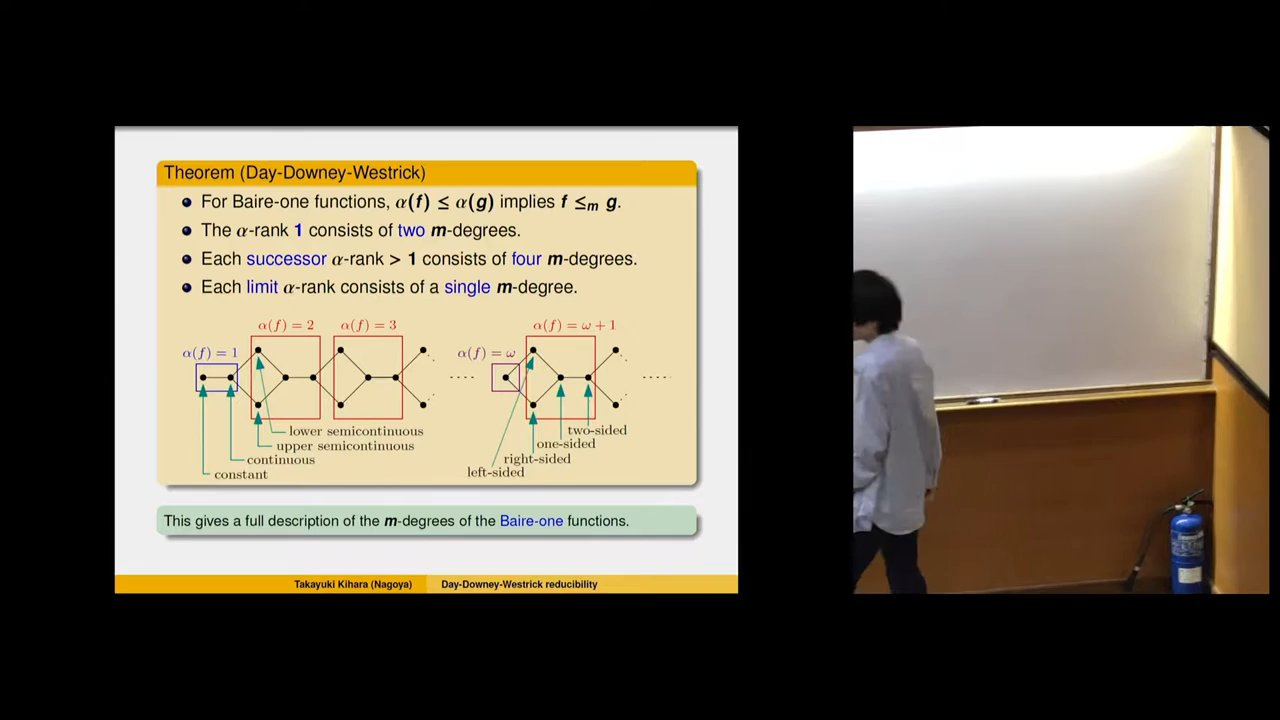 Theorem (Day-Downey-Westrick)
For Baire-one functions, α(f) ≤ α(g) implies f ≤m g.
The α-rank 1 consists of two m-degrees.
Each successor α-rank > 1 consists of four m-degrees.
Each limit α-rank consists of a single m-degree.
α(f) = 2 α(f) = 3 α(f) = ω + 1
α(f) = 1 α(f) = ω
lower semicontinuous two-sided
upper semicontinuous one-sided
continuous right-sided
constant left-sided
This gives a full description of the m-degrees of the Baire-one functions.
Takayuki Kihara (Nagoya) Day-Downey-Westrick reducibility